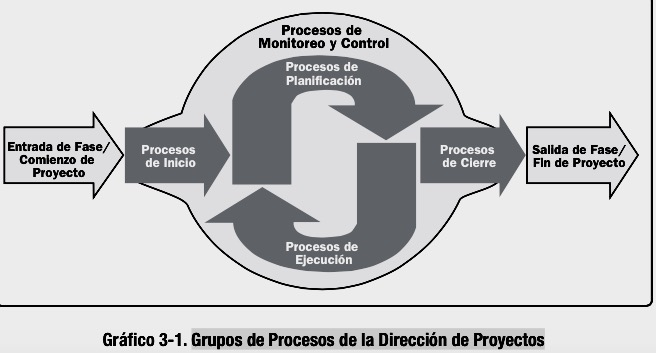 Procesos de
Monitoreo y Control
Procesos de
Planificación
Entrada de Fase/
Comienzo de
Proyecto
Procesos
de Inicio
Procesos
de Cierre
Salida de Fase/
Fin de Proyecto
Procesos de
Ejecución
Gráfico 3-1. Grupos de Procesos de la Dirección de Proyectos